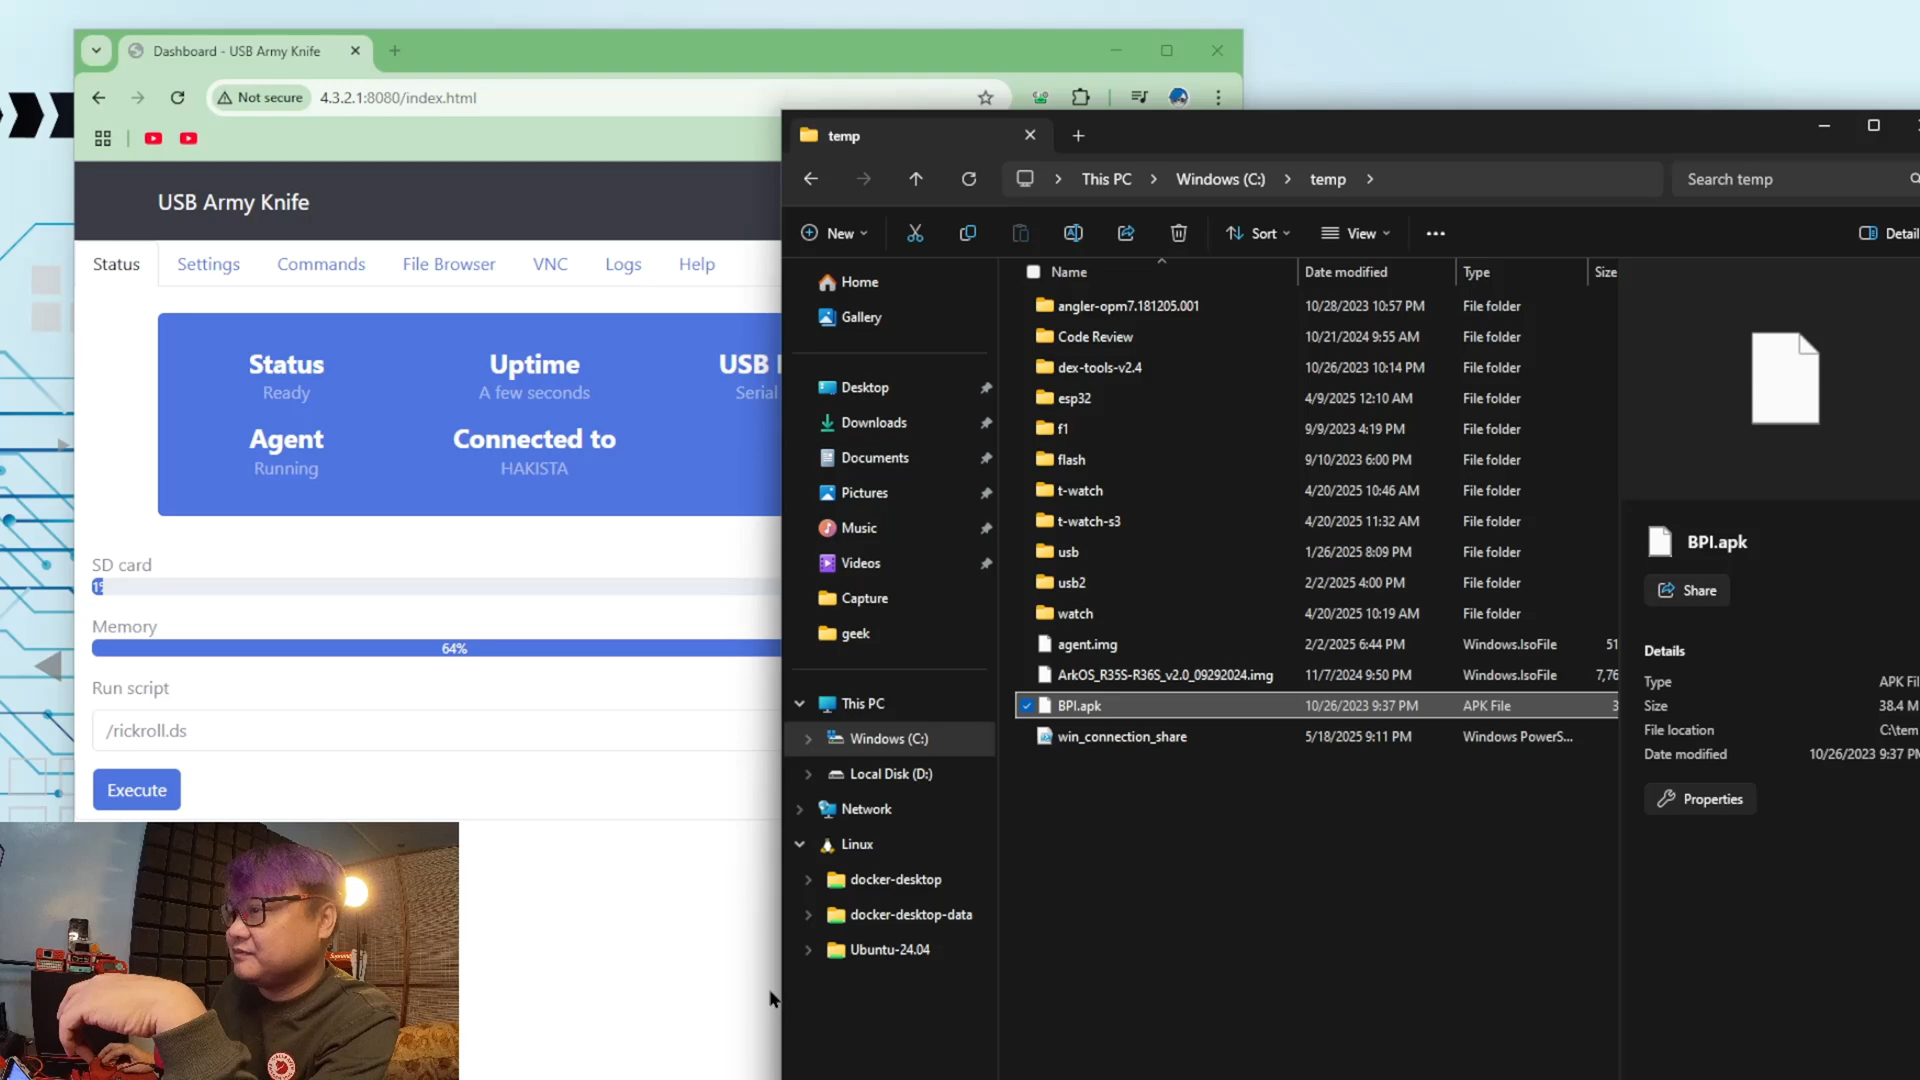 Dashboard - USB Army Knife
Not secure 4.3.2.1:8080/index.html
USB Army Knife
Status Settings Commands File Browser VNC Logs Help
Status Uptime USB
Ready A few seconds Serial
Agent Connected to
Running HAKISTA
SD card
Memory
64%
Run script
/rickroll.ds
Execute
temp
This PC Windows (C:) temp Search temp
New Sort View Detail
Name Date modified Type Size
Home
Gallery
Desktop
Downloads
Documents
Pictures
Music
Videos
Capture
geek
This PC
Windows (C:)
Local Disk (D:)
Network
Linux
docker-desktop
docker-desktop-data
Ubuntu-24.04
angler-opm7.181205.001 10/28/2023 10:57 PM File folder
Code Review 10/21/2024 9:55 AM File folder
dex-tools-v2.4 10/26/2023 10:14 PM File folder
esp32 4/9/2025 12:10 AM File folder
f1 9/9/2023 4:19 PM File folder
flash 9/10/2023 6:00 PM File folder
t-watch 4/20/2025 10:46 AM File folder
t-watch-s3 4/20/2025 11:32 AM File folder
usb 1/26/2025 8:09 PM File folder
usb2 2/2/2025 4:00 PM File folder
watch 4/20/2025 10:19 AM File folder
agent.img 2/2/2025 6:44 PM Windows.IsoFile 51
ArkOS_R35S-R36S_v2.0_09292024.img 11/7/2024 9:50 PM Windows.IsoFile 7,76
BPI.apk 10/26/2023 9:37 PM APK File 3
win_connection_share 5/18/2025 9:11 PM Windows PowerS...
BPI.apk
Share
Details
Type APK Fil
Size 38.4 M
File location C:\tem
Date modified 10/26/2023 9:37 PM
Properties
Supreme